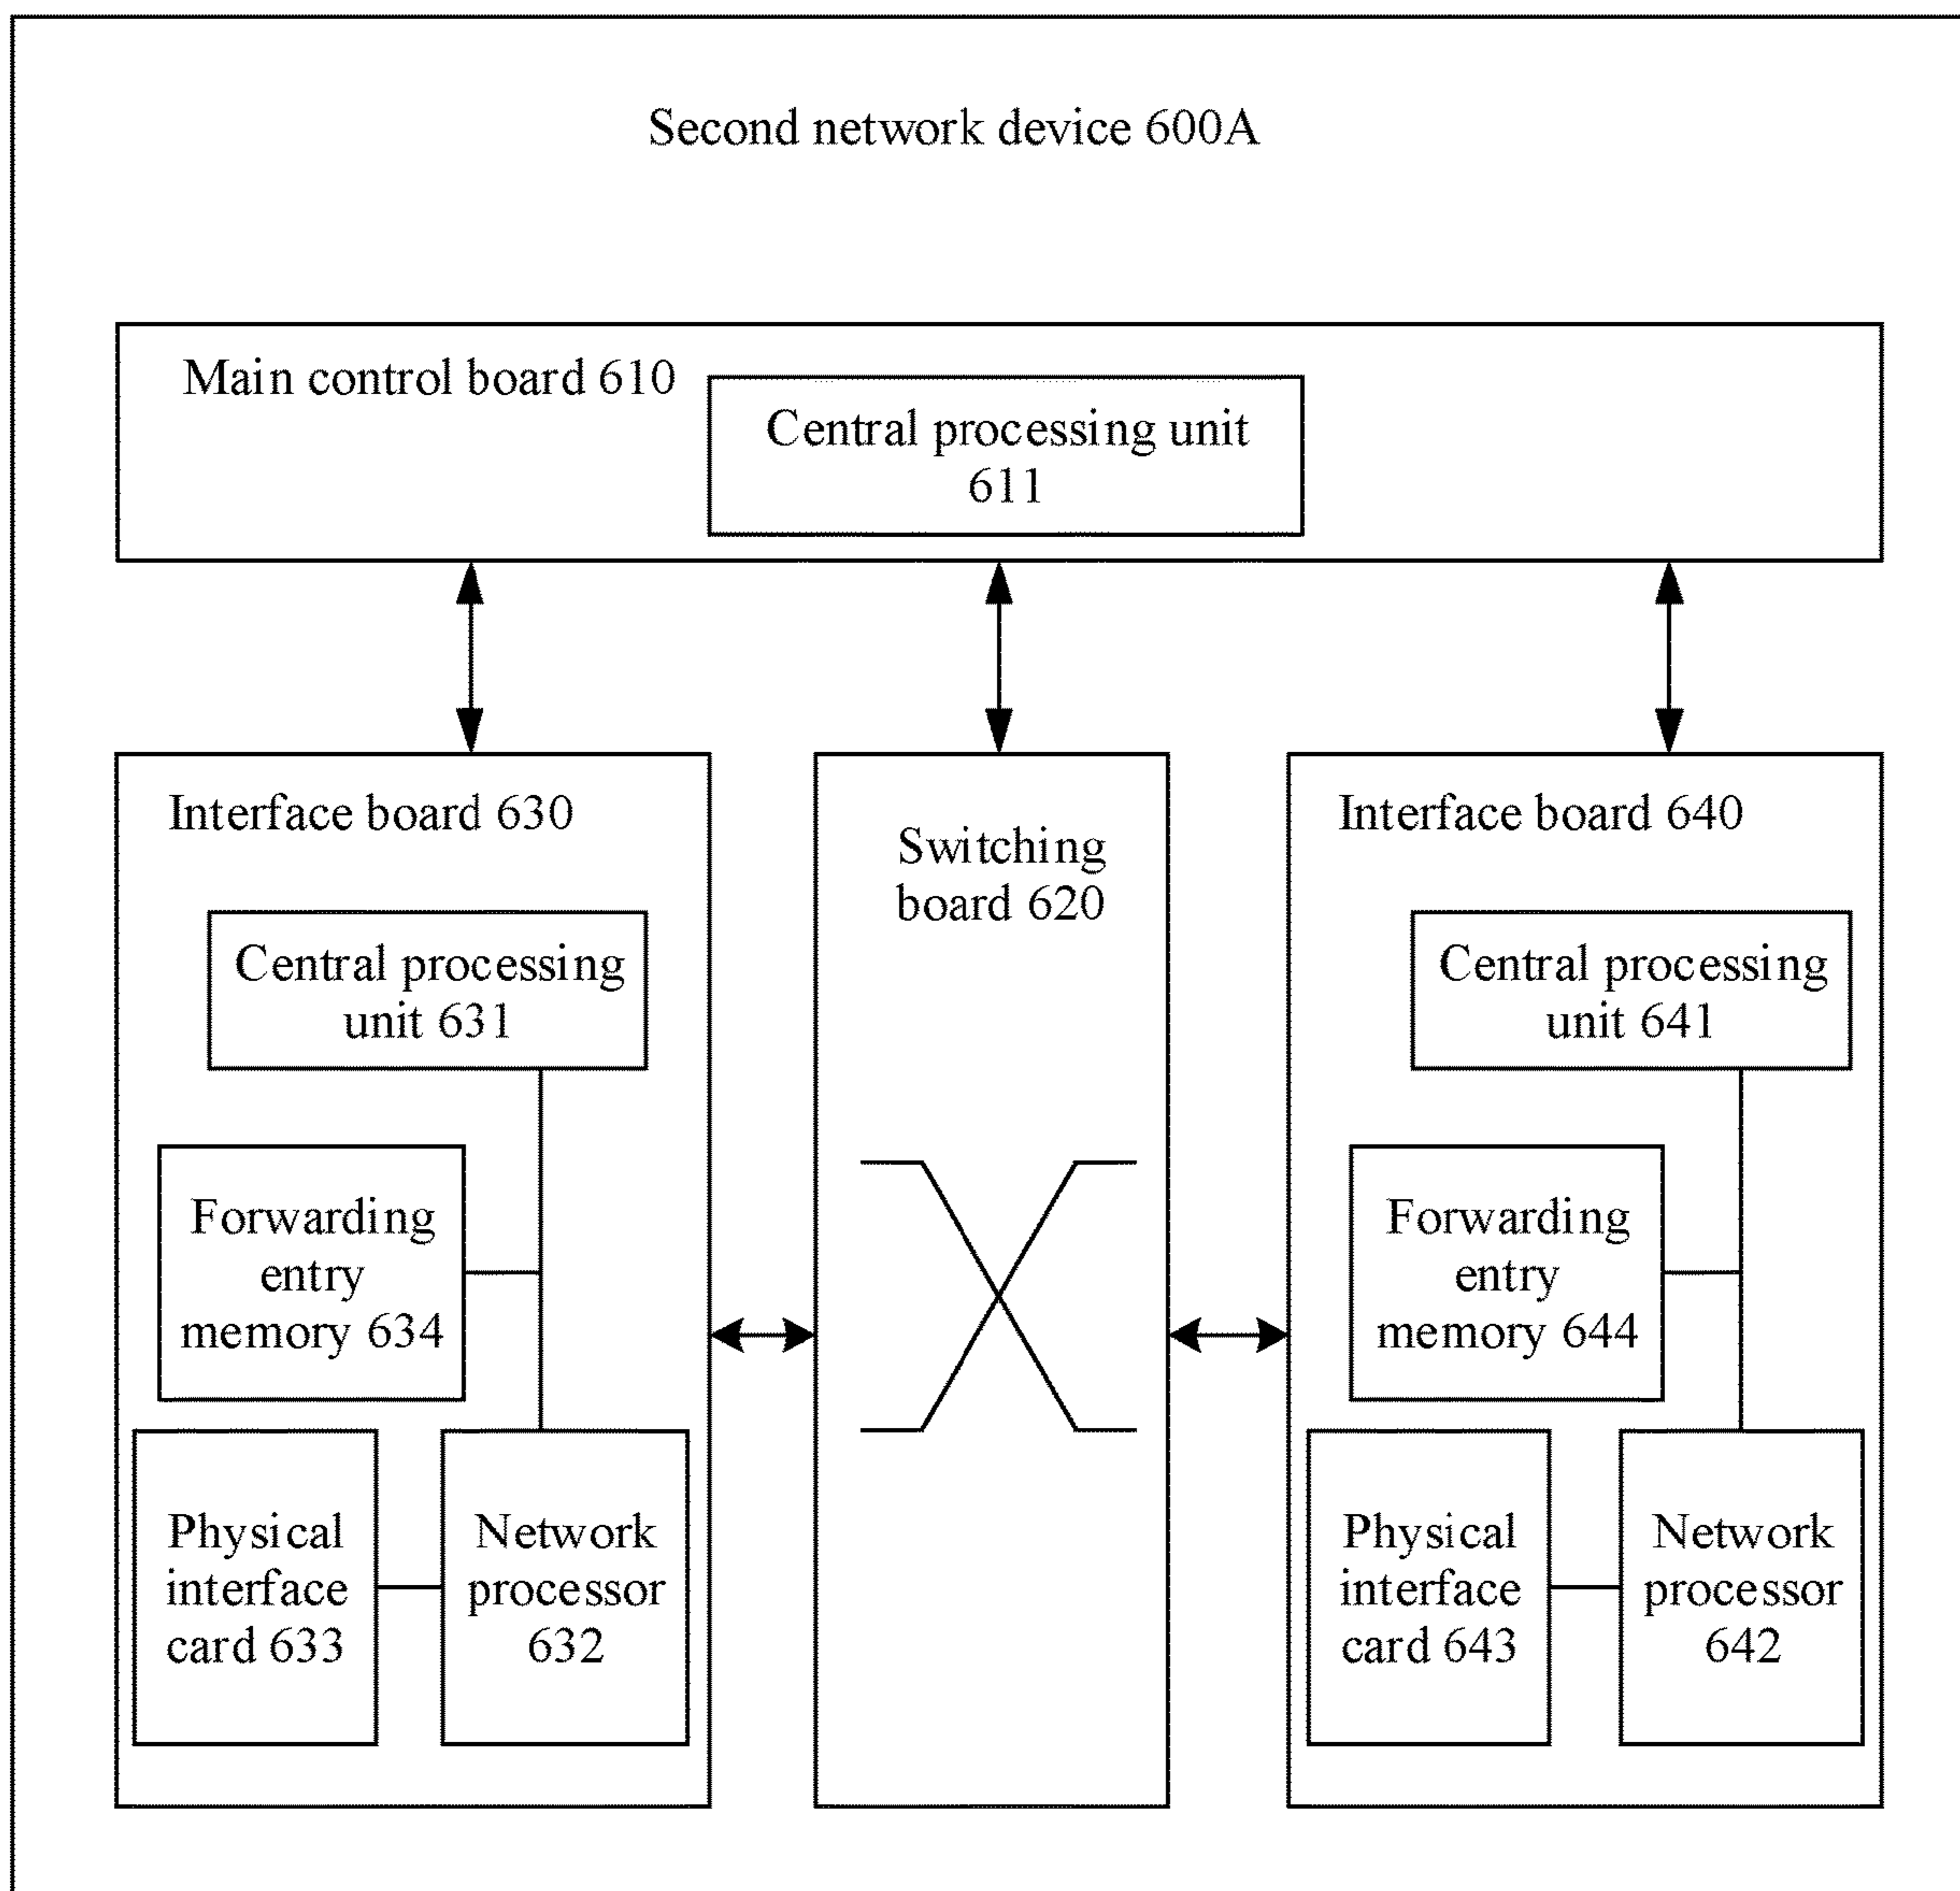 Second network device 600A
Main control board 610
Central processing unit
611
Interface board 630
Central processing
unit 631
Forwarding
entry
memory 634
Physical
interface
card 633
Network
processor
632
Switching
board 620
Interface board 640
Central processing
unit 641
Forwarding
entry
memory 644
Physical
interface
card 643
Network
processor
642